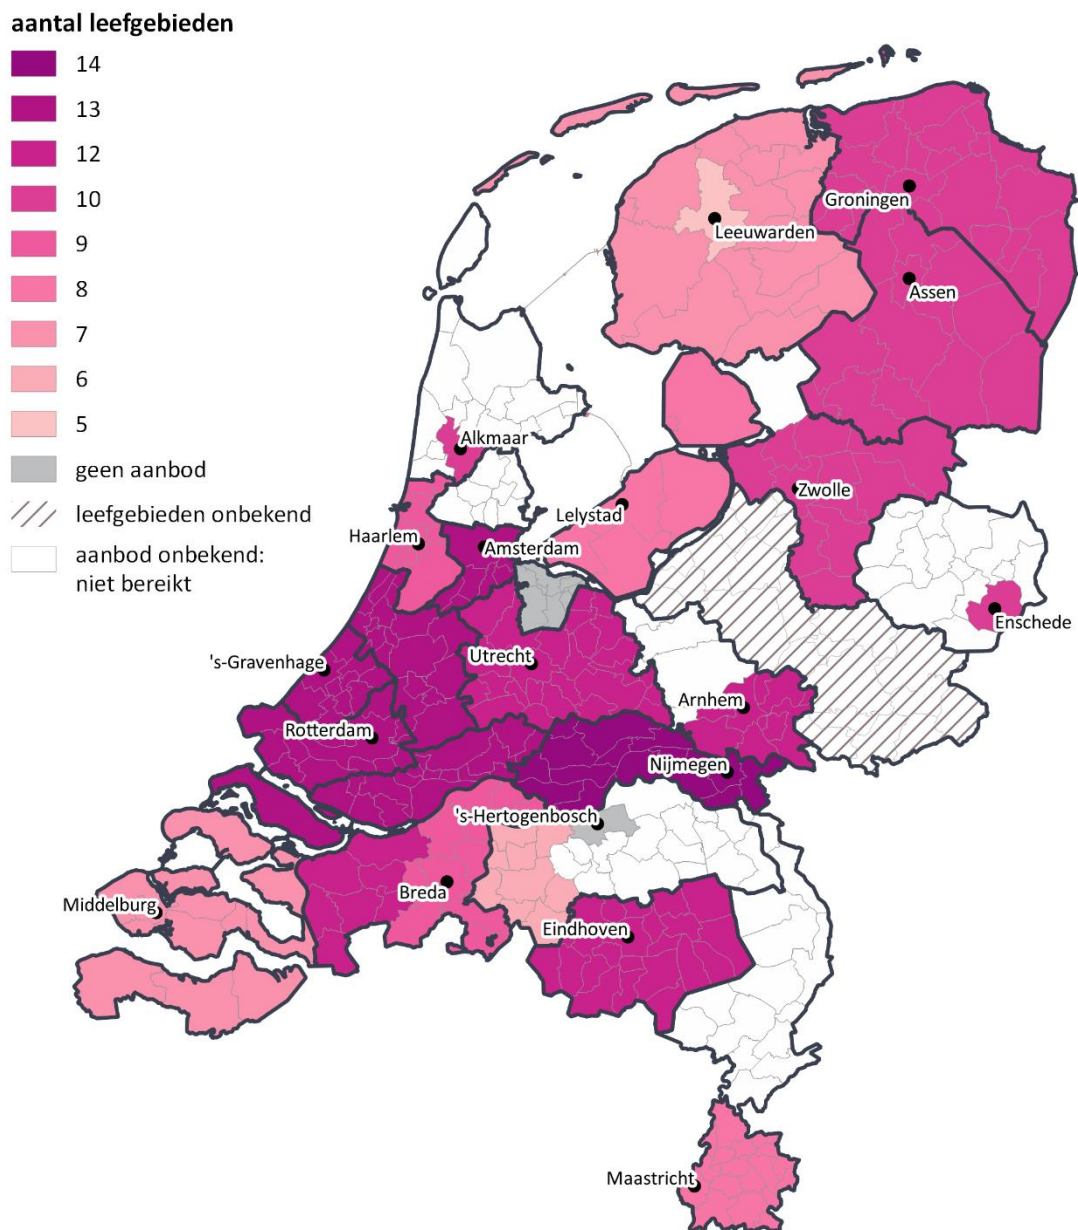 aantal leefgebieden
14
13
12
10
9
8
7
6
5
geen aanbod
leefgebieden onbekend
aanbod onbekend:
niet bereikt
Groningen
Leeuwarden
Assen
Alkmaar
Zwolle
Lelystad
Haarlem
Amsterdam
Enschede
's-Gravenhage
Utrecht
Arnhem
Rotterdam
Nijmegen
's-Hertogenbosch
Breda
Middelburg
Eindhoven
Maastricht